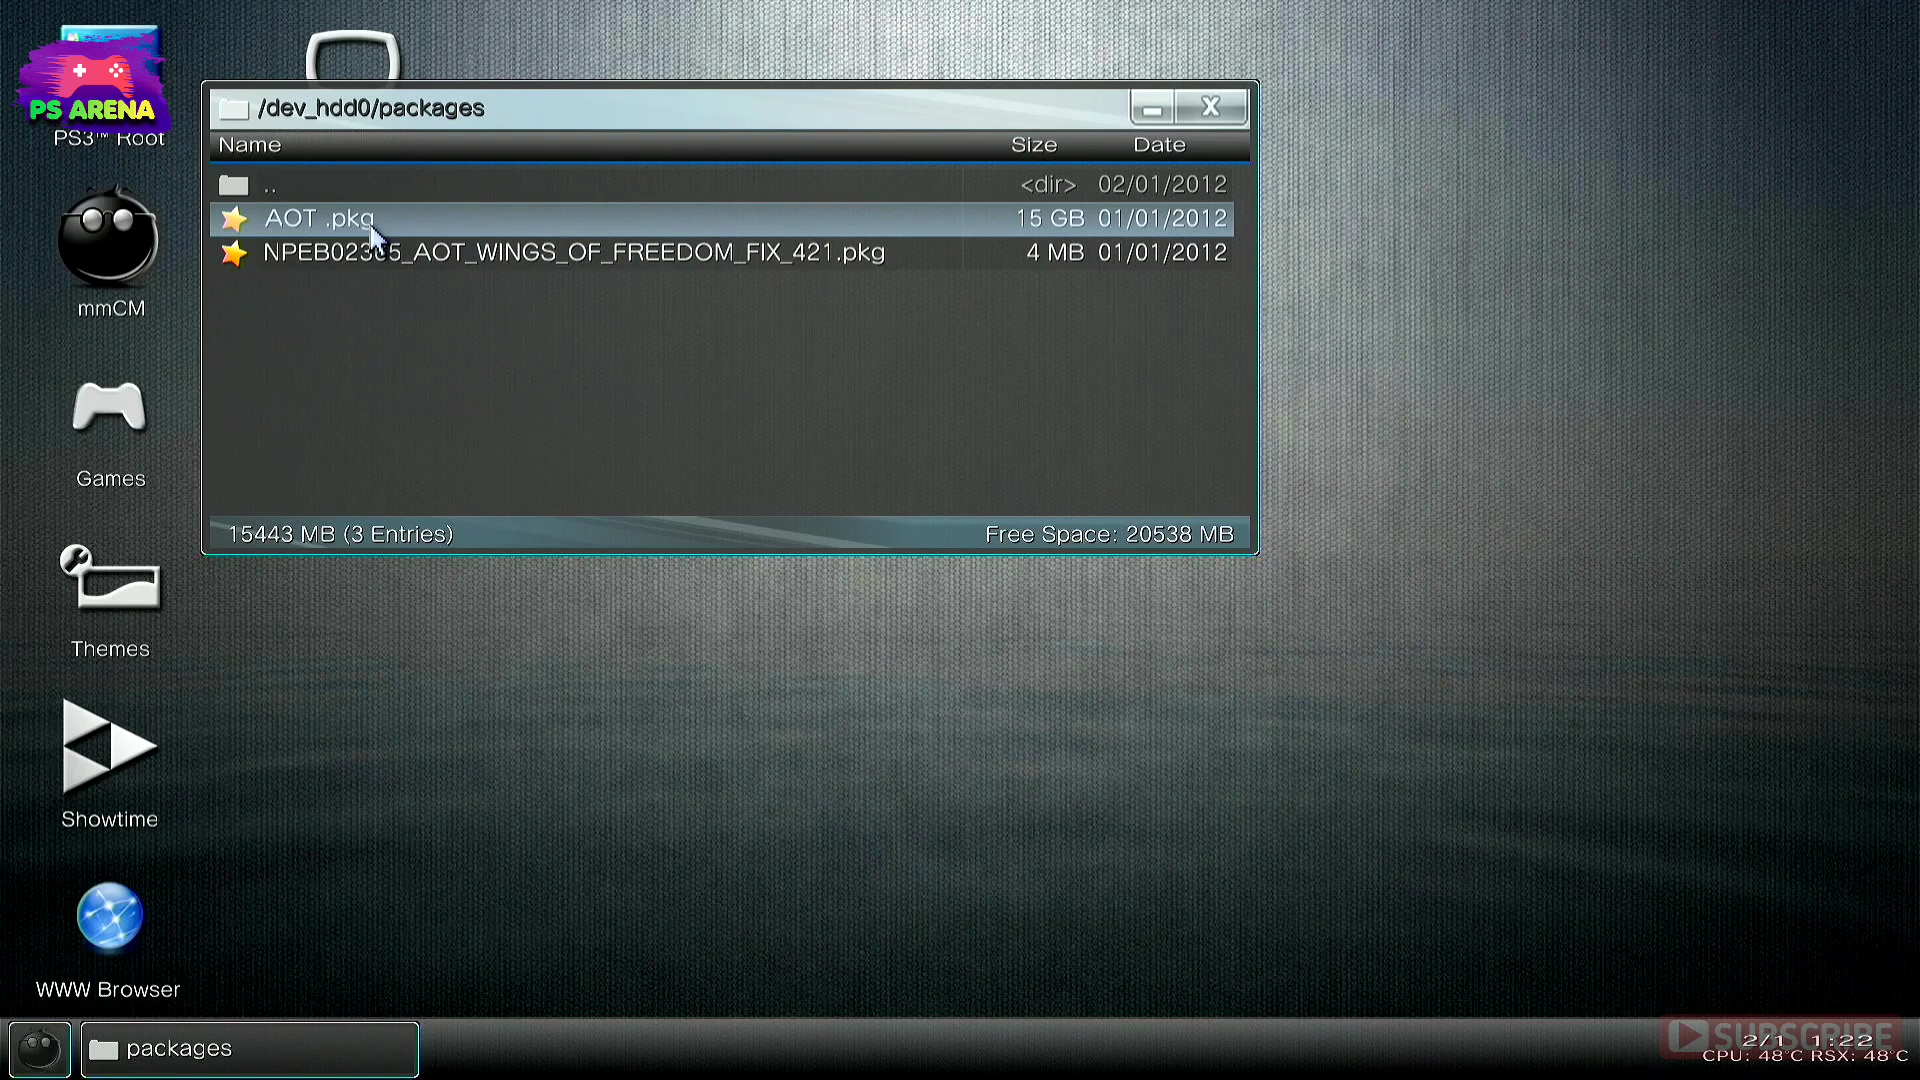 PS ARENA
PS3™ Root
/dev_hdd0/packages
X
Name Size Date
.. <dir> 02/01/2012
AOT .pkg 15 GB 01/01/2012
NPEB02365_AOT_WINGS_OF_FREEDOM_FIX_421.pkg 4 MB 01/01/2012
15443 MB (3 Entries) Free Space: 20538 MB
mmCM
Games
Themes
Showtime
WWW Browser
packages
SUBSCRIBE
2/1 1:22
CPU: 48°C RSX: 48°C